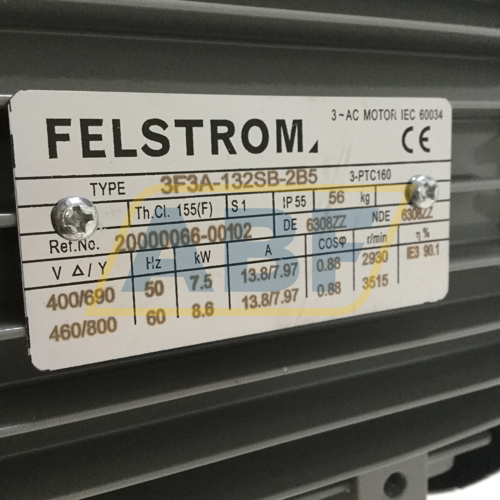 3~AC MOTOR IEC 60034
FELSTROM
CE
TYPE 3F3A-132SB-2B5 3-PTC160
Th.Cl. 155(F) S1 IP 55 56 kg
Ref.No. 20000066-00102 DE 6308ZZ NDE 6308ZZ
V Δ/Y Hz kW A COSφ r/min η %
400/690 50 7.5 13.8/7.97 0.88 2930 IE3 90.1
460/800 60 8.6 13.8/7.97 0.88 3515
ABF